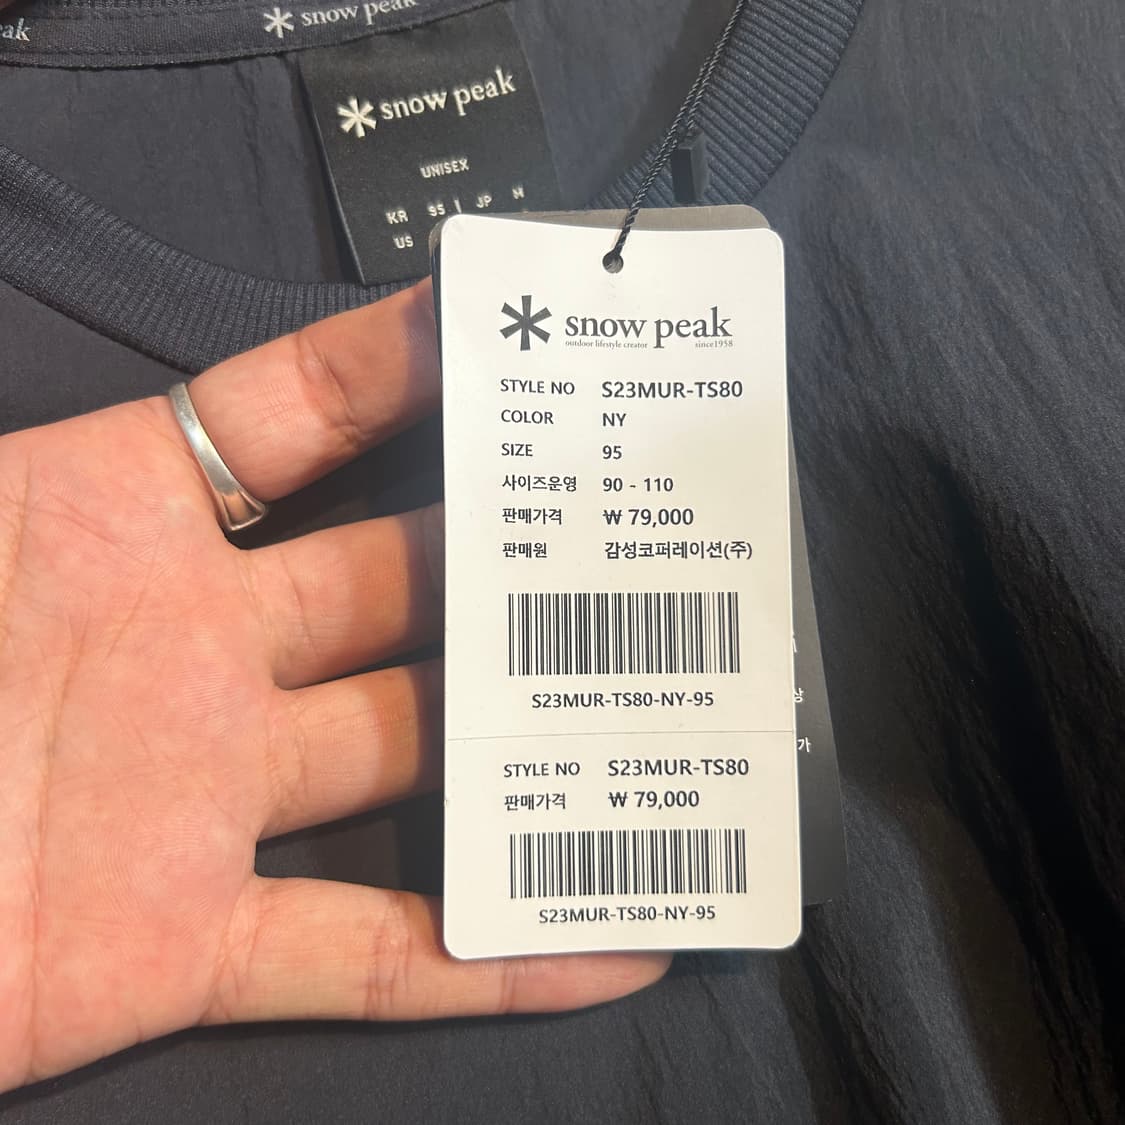 ak
snow peak
snow peak
UNISEX
KR 95 | JP M
US
snow peak
outdoor lifestyle creator since1958
STYLE NO S23MUR-TS80
COLOR NY
SIZE 95
사이즈운영 90 - 110
판매가격 ₩ 79,000
판매원 감성코퍼레이션(주)
S23MUR-TS80-NY-95
STYLE NO S23MUR-TS80
판매가격 ₩ 79,000
S23MUR-TS80-NY-95
상
가